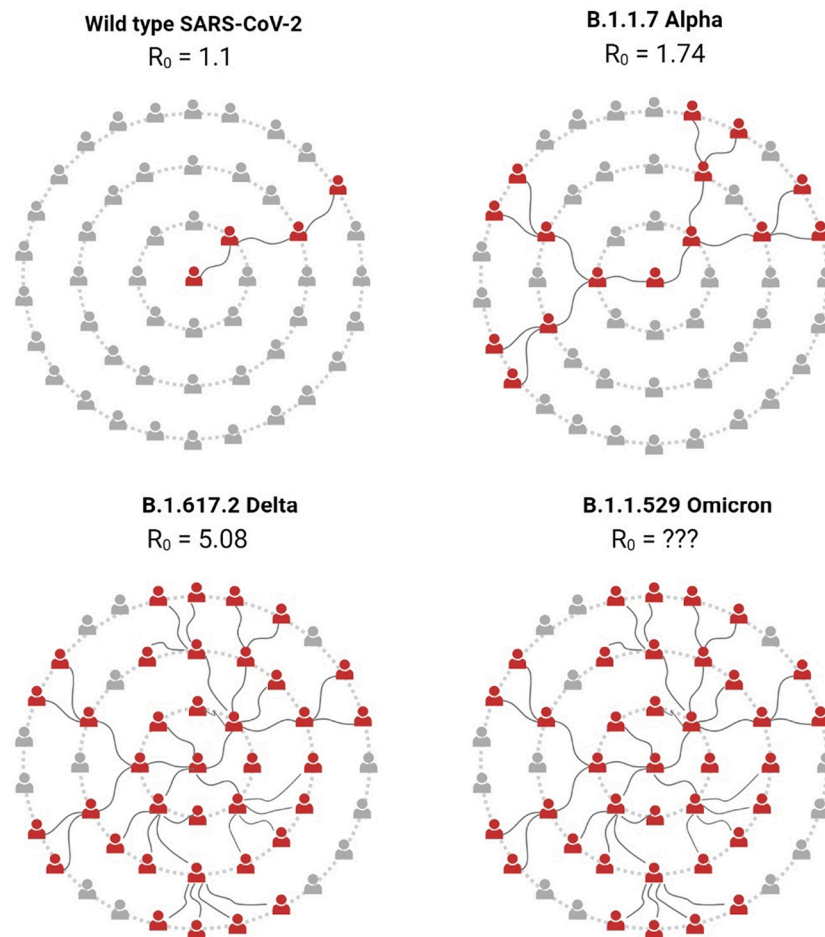 Wild type SARS-CoV-2
R₀ = 1.1
B.1.1.7 Alpha
R₀ = 1.74
B.1.617.2 Delta
R₀ = 5.08
B.1.1.529 Omicron
R₀ = ???